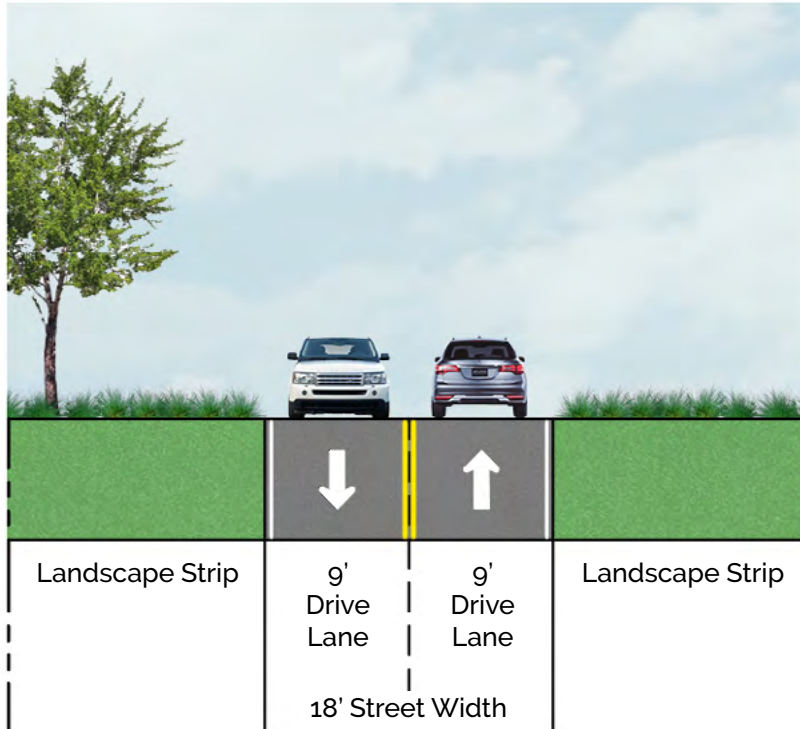 Landscape Strip
9’
Drive
Lane
9’
Drive
Lane
Landscape Strip
18’ Street Width